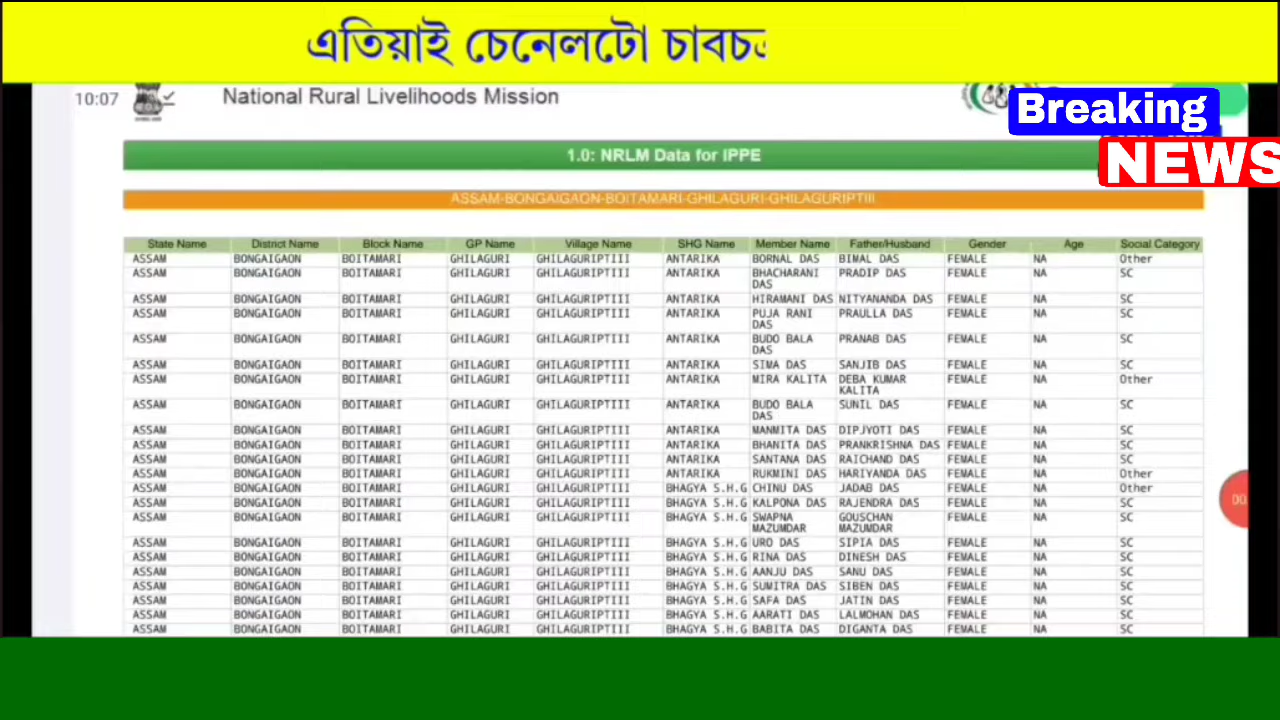 এতিয়াই চেনেলটো
10:07
National Rural Livelihoods Mission
Breaking
NEWS
1.0: NRLM Data for IPPE
ASSAM-BONGAIGAON-BOITAMARI-GHILAGURI-GHILAGURIPTIII
State Name District Name Block Name GP Name Village Name SHG Name Member Name Father/Husband Gender Age Social Category
ASSAM BONGAIGAON BOITAMARI GHILAGURI GHILAGURIPTIII ANTARIKA BORNAL DAS BIMAL DAS FEMALE NA Other
ASSAM BONGAIGAON BOITAMARI GHILAGURI GHILAGURIPTIII ANTARIKA BHACHARANI PRADIP DAS FEMALE NA SC
DAS
ASSAM BONGAIGAON BOITAMARI GHILAGURI GHILAGURIPTIII ANTARIKA HIRAMANI DAS NITYANANDA DAS FEMALE NA SC
ASSAM BONGAIGAON BOITAMARI GHILAGURI GHILAGURIPTIII ANTARIKA PUJA RANI PRAULLA DAS FEMALE NA SC
DAS
ASSAM BONGAIGAON BOITAMARI GHILAGURI GHILAGURIPTIII ANTARIKA BUDO BALA PRANAB DAS FEMALE NA SC
DAS
ASSAM BONGAIGAON BOITAMARI GHILAGURI GHILAGURIPTIII ANTARIKA SIMA DAS SANJIB DAS FEMALE NA SC
ASSAM BONGAIGAON BOITAMARI GHILAGURI GHILAGURIPTIII ANTARIKA MIRA KALITA DEBA KUMAR FEMALE NA Other
KALITA
ASSAM BONGAIGAON BOITAMARI GHILAGURI GHILAGURIPTIII ANTARIKA BUDO BALA SUNIL DAS FEMALE NA SC
DAS
ASSAM BONGAIGAON BOITAMARI GHILAGURI GHILAGURIPTIII ANTARIKA MANMITA DAS DIPJYOTI DAS FEMALE NA SC
ASSAM BONGAIGAON BOITAMARI GHILAGURI GHILAGURIPTIII ANTARIKA BHANITA DAS PRANKRISHNA DAS FEMALE NA SC
ASSAM BONGAIGAON BOITAMARI GHILAGURI GHILAGURIPTIII ANTARIKA SANTANA DAS RAICHAND DAS FEMALE NA SC
ASSAM BONGAIGAON BOITAMARI GHILAGURI GHILAGURIPTIII ANTARIKA RUKMINI DAS HARIYANDA DAS FEMALE NA Other
ASSAM BONGAIGAON BOITAMARI GHILAGURI GHILAGURIPTIII BHAGYA S.H.G CHINU DAS JADAB DAS FEMALE NA Other
ASSAM BONGAIGAON BOITAMARI GHILAGURI GHILAGURIPTIII BHAGYA S.H.G KALPONA DAS RAJENDRA DAS FEMALE NA SC
ASSAM BONGAIGAON BOITAMARI GHILAGURI GHILAGURIPTIII BHAGYA S.H.G SWAPNA GOUSCHAN FEMALE NA SC
MAZUMDAR MAZUMDAR
ASSAM BONGAIGAON BOITAMARI GHILAGURI GHILAGURIPTIII BHAGYA S.H.G URO DAS SIPIA DAS FEMALE NA SC
ASSAM BONGAIGAON BOITAMARI GHILAGURI GHILAGURIPTIII BHAGYA S.H.G RINA DAS DINESH DAS FEMALE NA SC
ASSAM BONGAIGAON BOITAMARI GHILAGURI GHILAGURIPTIII BHAGYA S.H.G AANJU DAS SANU DAS FEMALE NA SC
ASSAM BONGAIGAON BOITAMARI GHILAGURI GHILAGURIPTIII BHAGYA S.H.G SUMITRA DAS SIBEN DAS FEMALE NA SC
ASSAM BONGAIGAON BOITAMARI GHILAGURI GHILAGURIPTIII BHAGYA S.H.G SAFA DAS JATIN DAS FEMALE NA SC
ASSAM BONGAIGAON BOITAMARI GHILAGURI GHILAGURIPTIII BHAGYA S.H.G AARATI DAS LALMOHAN DAS FEMALE NA SC
ASSAM BONGAIGAON BOITAMARI GHILAGURI GHILAGURIPTIII BHAGYA S.H.G BABITA DAS DIGANTA DAS FEMALE NA SC